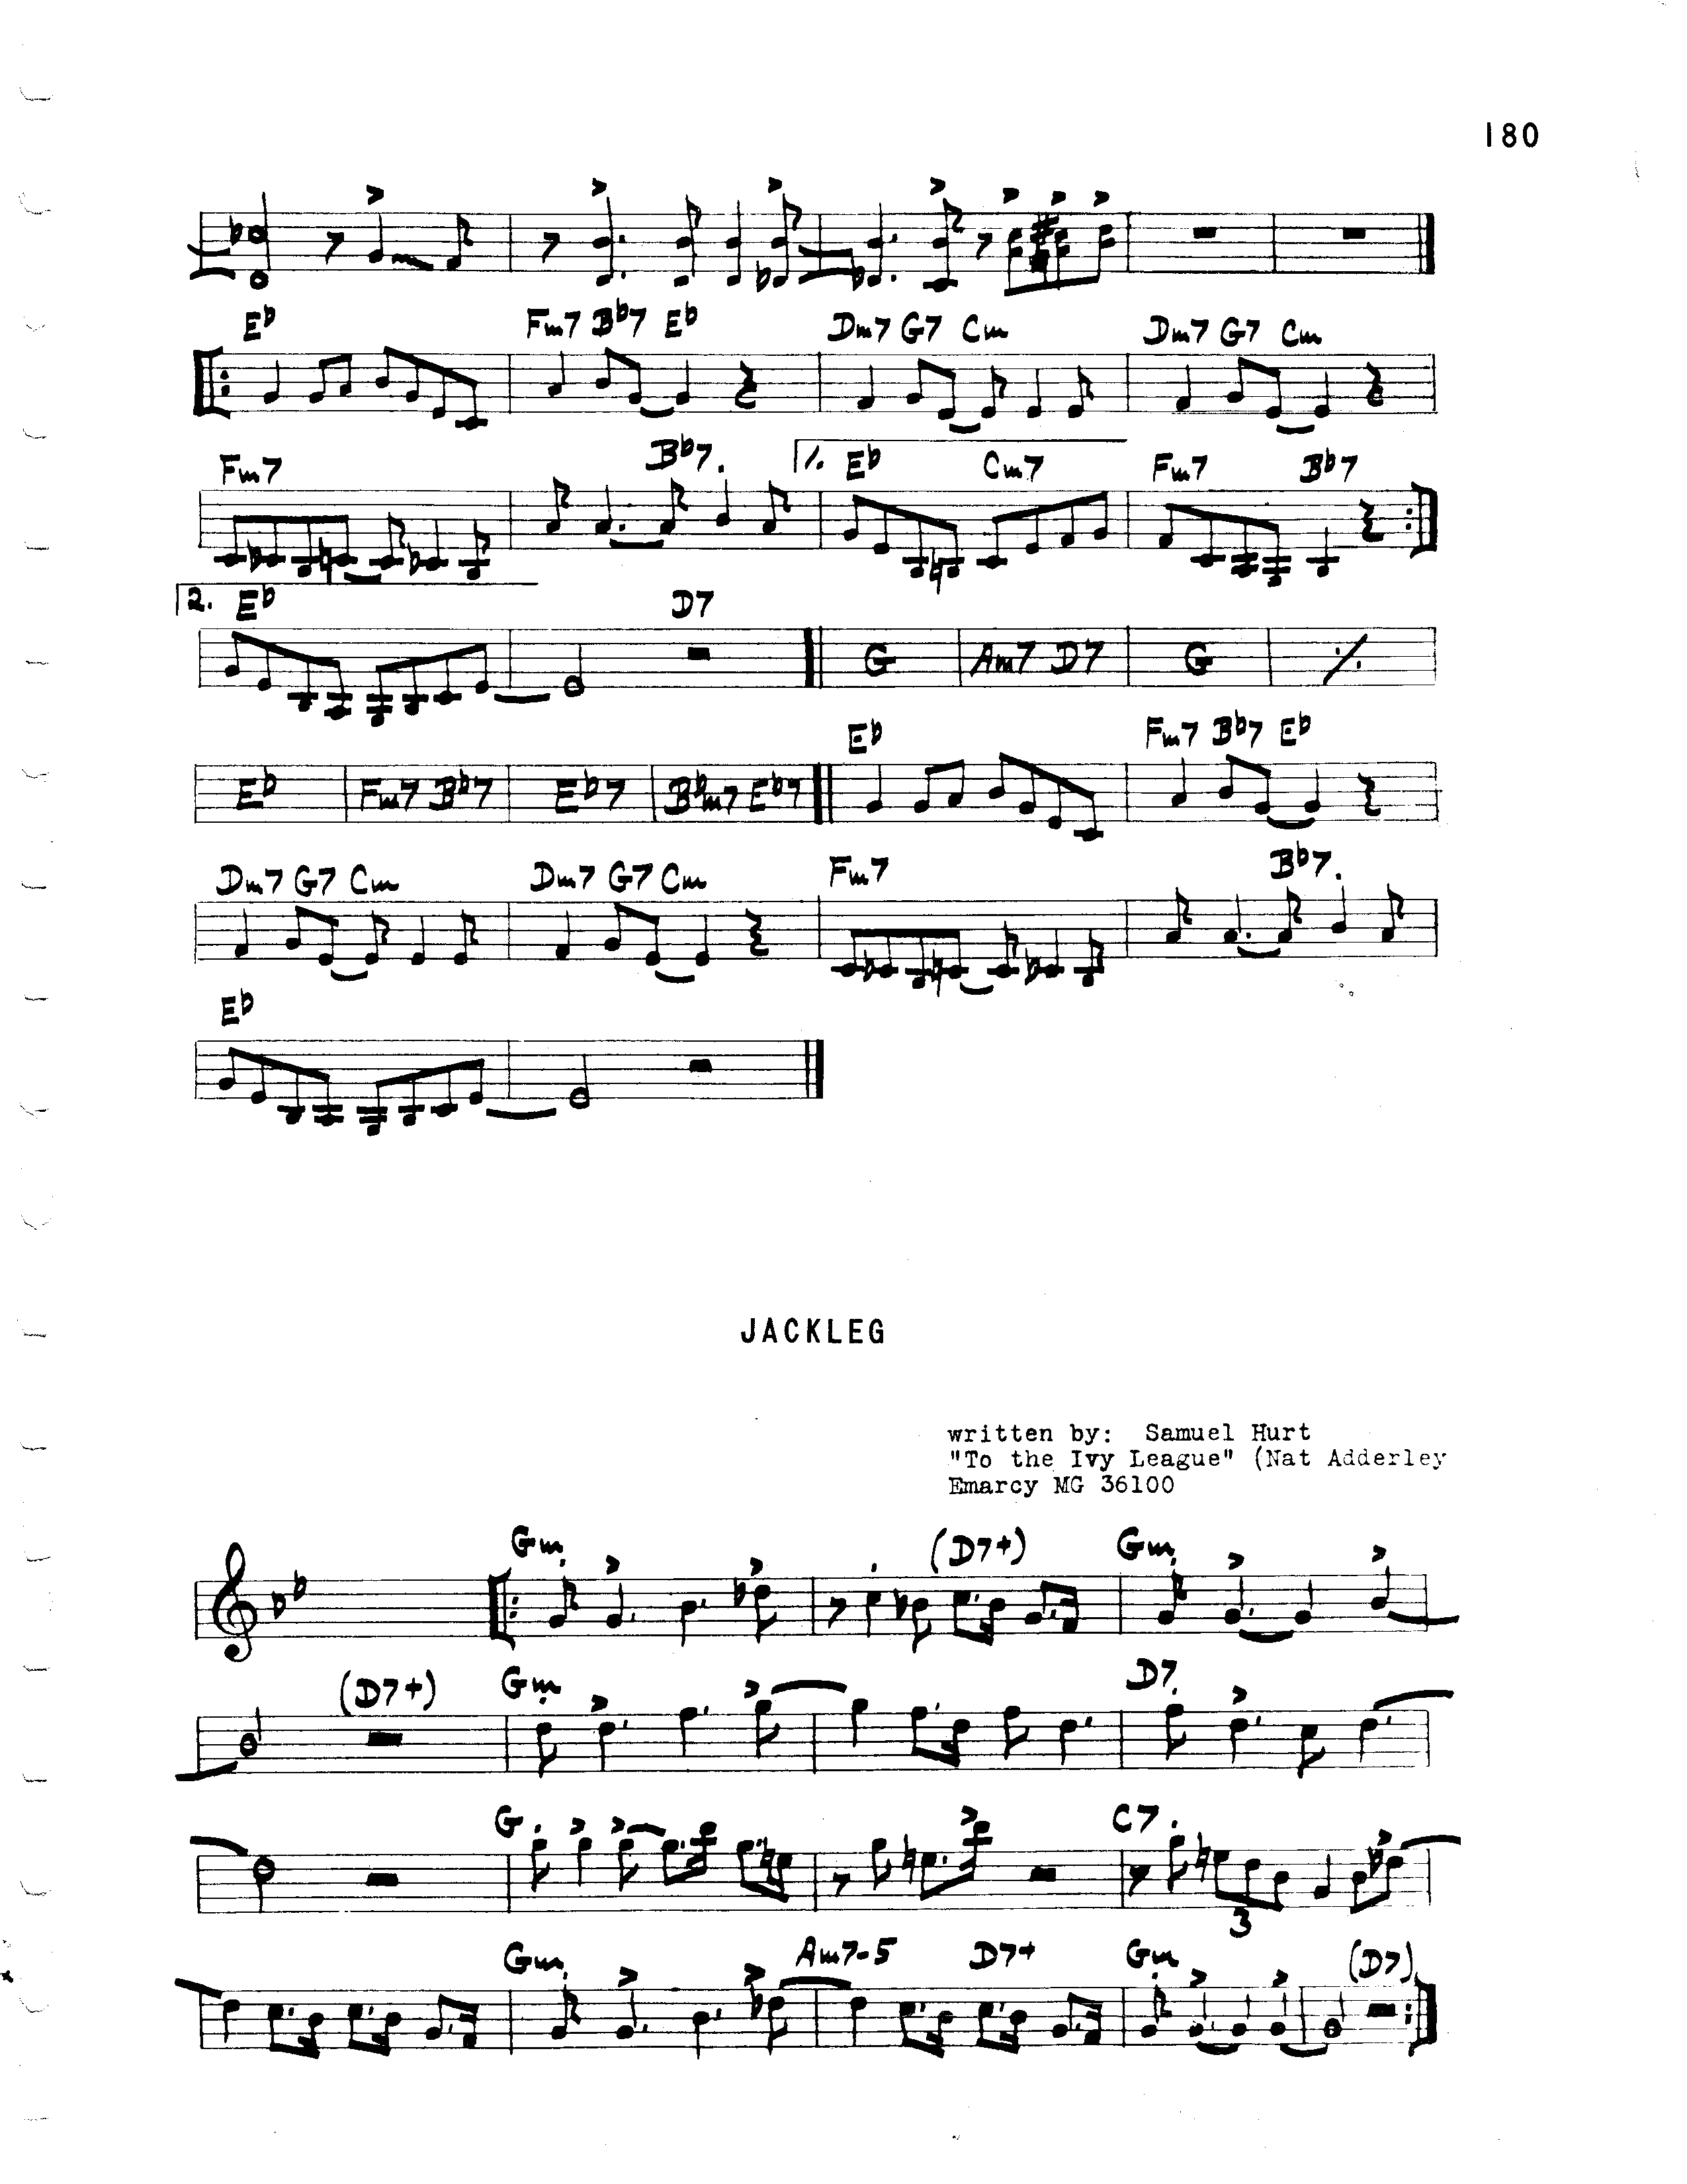 180
E♭ Fm7 B♭7 E♭ Dm7 G7 Cm Dm7 G7 Cm
Fm7 B♭7. 1. E♭ Cm7 Fm7 B♭7
2. E♭ D7
G Am7 D7 G
E♭ Fm7 B♭7
E♭ Fm7 B♭7 E♭7 B♭m7 E♭7
Dm7 G7 Cm Dm7 G7 Cm Fm7 B♭7.
E♭
JACKLEG
written by: Samuel Hurt
"To the Ivy League" (Nat Adderley
Emarcy MG 36100
Gm (D7+) Gm
(D7+) Gm D7
G C7
3
Gm Am7-5 D7+ Gm (D7)